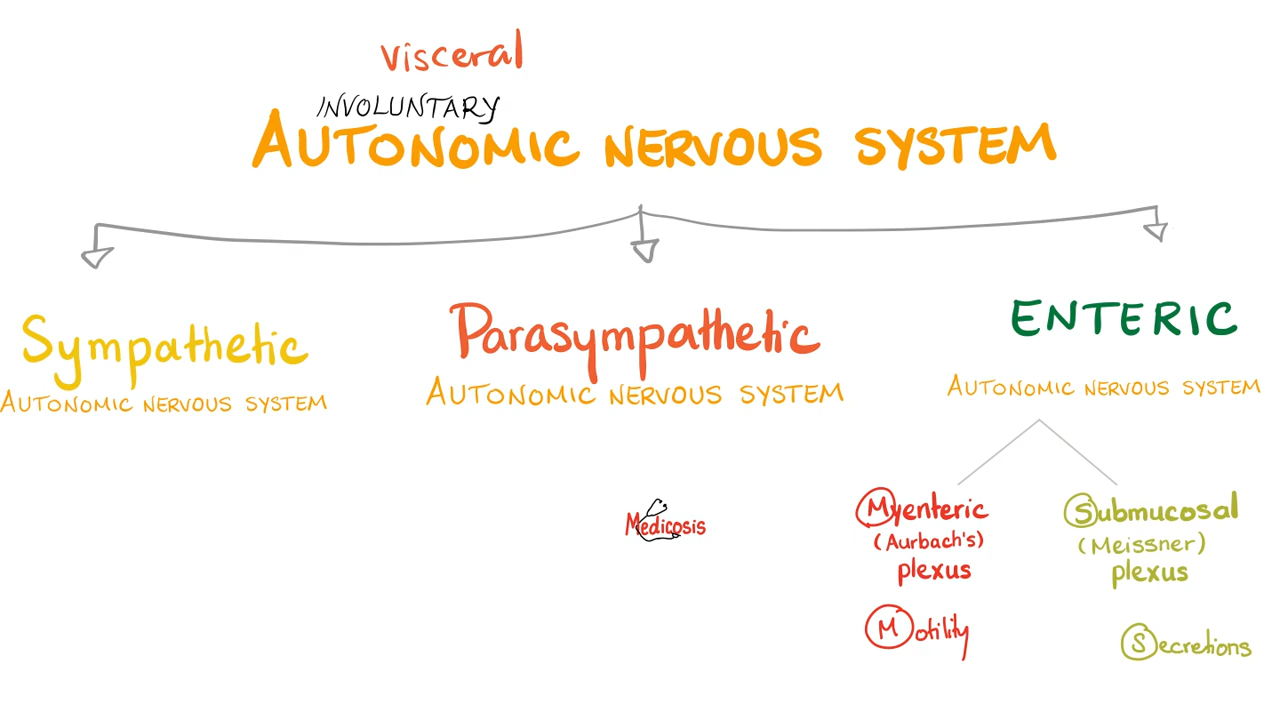 visceral
INVOLUNTARY
AUTONOMIC NERVOUS SYSTEM
Sympathetic
AUTONOMIC NERVOUS SYSTEM
Parasympathetic
AUTONOMIC NERVOUS SYSTEM
ENTERIC
AUTONOMIC NERVOUS SYSTEM
Myenteric
(Aurbach's)
plexus
Motility
Submucosal
(Meissner)
plexus
Secretions
Medicosis